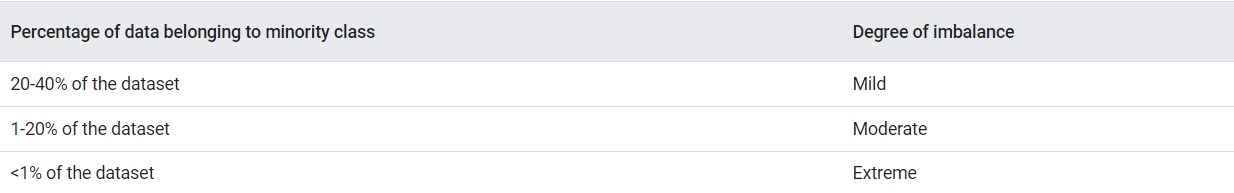 Percentage of data belonging to minority class Degree of imbalance
20-40% of the dataset Mild
1-20% of the dataset Moderate
<1% of the dataset Extreme